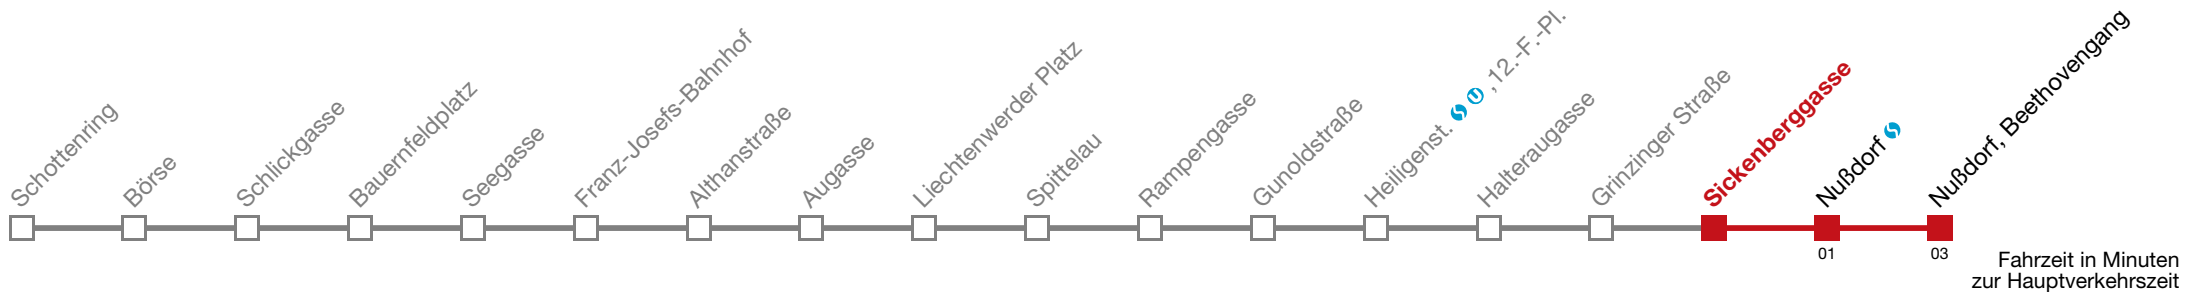 Schottenring
Börse
Schlickgasse
Bauernfeldplatz
Seegasse
Franz-Josefs-Bahnhof
Althanstraße
Augasse
Liechtenwerder Platz
Spittelau
Rampengasse
Gunoldstraße
Heiligenst. S U , 12.-F.-Pl.
Halteraugasse
Grinzinger Straße
Sickenberggasse
Nußdorf S
Nußdorf, Beethovengang
01
03
Fahrzeit in Minuten
zur Hauptverkehrszeit